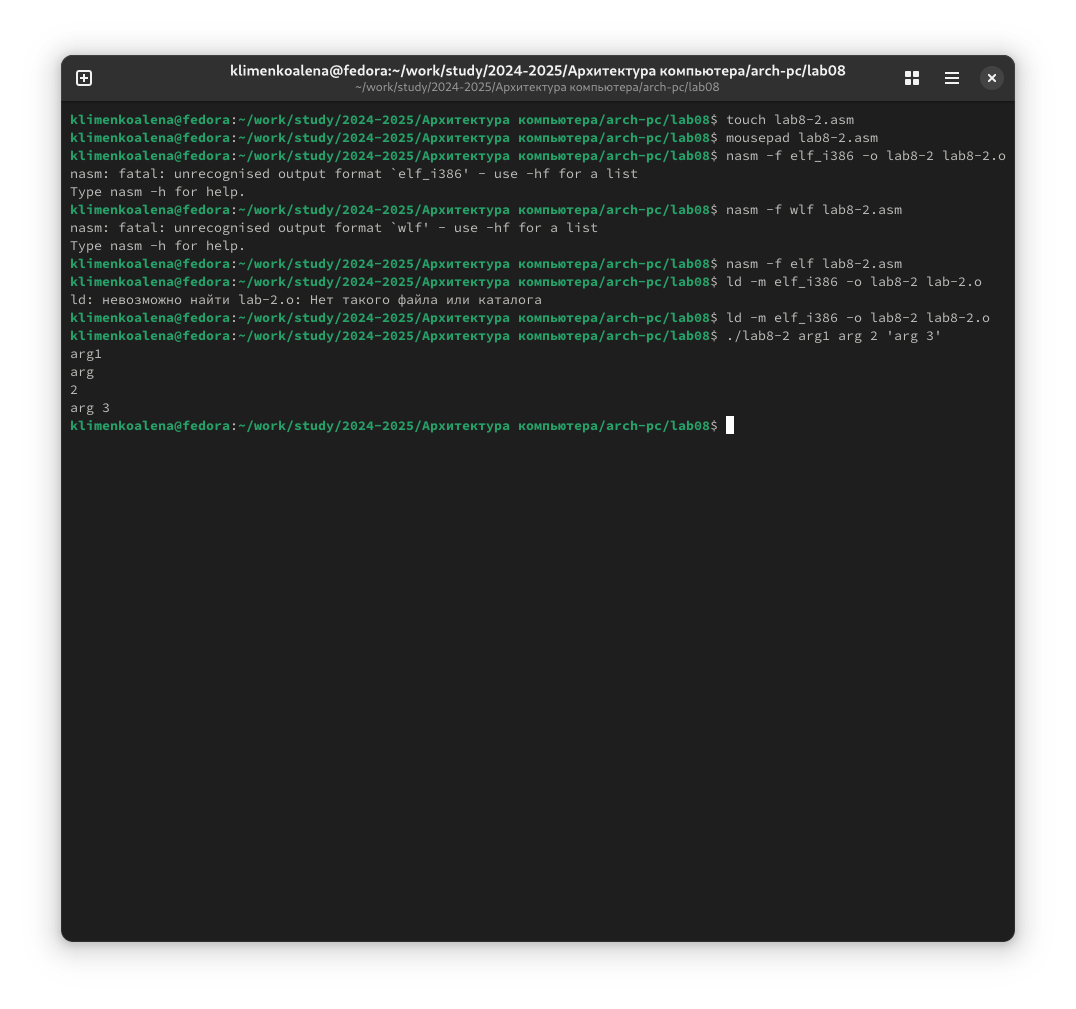 klimenkoalena@fedora:~/work/study/2024-2025/Архитектура компьютера/arch-pc/lab08
~/work/study/2024-2025/Архитектура компьютера/arch-pc/lab08
klimenkoalena@fedora:~/work/study/2024-2025/Архитектура компьютера/arch-pc/lab08$ touch lab8-2.asm
klimenkoalena@fedora:~/work/study/2024-2025/Архитектура компьютера/arch-pc/lab08$ mousepad lab8-2.asm
klimenkoalena@fedora:~/work/study/2024-2025/Архитектура компьютера/arch-pc/lab08$ nasm -f elf_i386 -o lab8-2 lab8-2.o
nasm: fatal: unrecognised output format `elf_i386' - use -hf for a list
Type nasm -h for help.
klimenkoalena@fedora:~/work/study/2024-2025/Архитектура компьютера/arch-pc/lab08$ nasm -f wlf lab8-2.asm
nasm: fatal: unrecognised output format `wlf' - use -hf for a list
Type nasm -h for help.
klimenkoalena@fedora:~/work/study/2024-2025/Архитектура компьютера/arch-pc/lab08$ nasm -f elf lab8-2.asm
klimenkoalena@fedora:~/work/study/2024-2025/Архитектура компьютера/arch-pc/lab08$ ld -m elf_i386 -o lab8-2 lab-2.o
ld: невозможно найти lab-2.o: Нет такого файла или каталога
klimenkoalena@fedora:~/work/study/2024-2025/Архитектура компьютера/arch-pc/lab08$ ld -m elf_i386 -o lab8-2 lab8-2.o
klimenkoalena@fedora:~/work/study/2024-2025/Архитектура компьютера/arch-pc/lab08$ ./lab8-2 arg1 arg 2 'arg 3'
arg1
arg
2
arg 3
klimenkoalena@fedora:~/work/study/2024-2025/Архитектура компьютера/arch-pc/lab08$